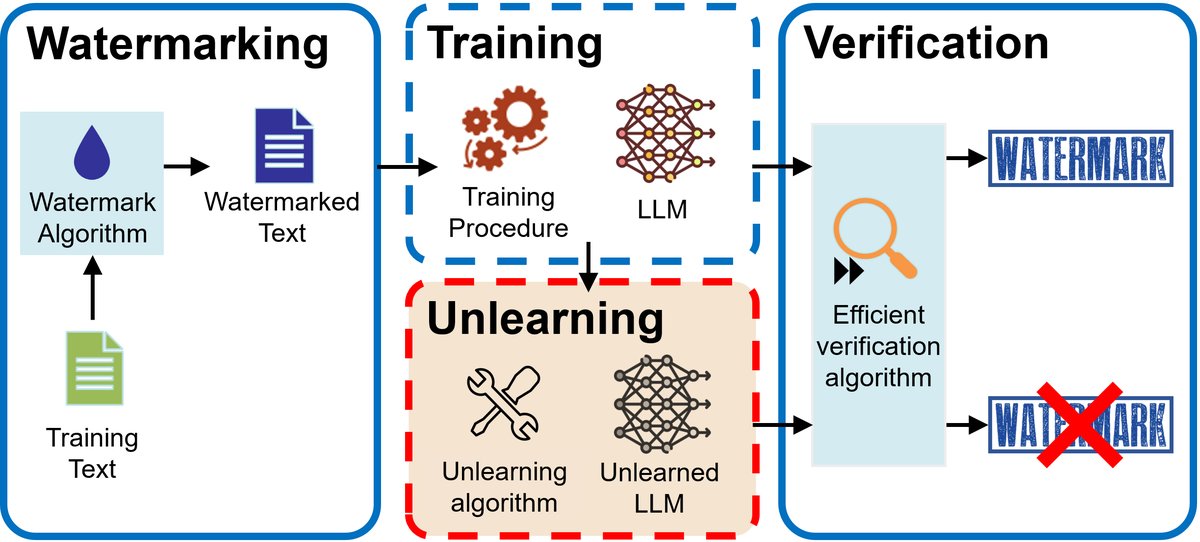 Watermarking
Watermark
Algorithm
Watermarked
Text
Training
Text
Training
Training
Procedure
LLM
Unlearning
Unlearning
algorithm
Unlearned
LLM
Verification
Efficient
verification
algorithm
WATERMARK
WATERMARK